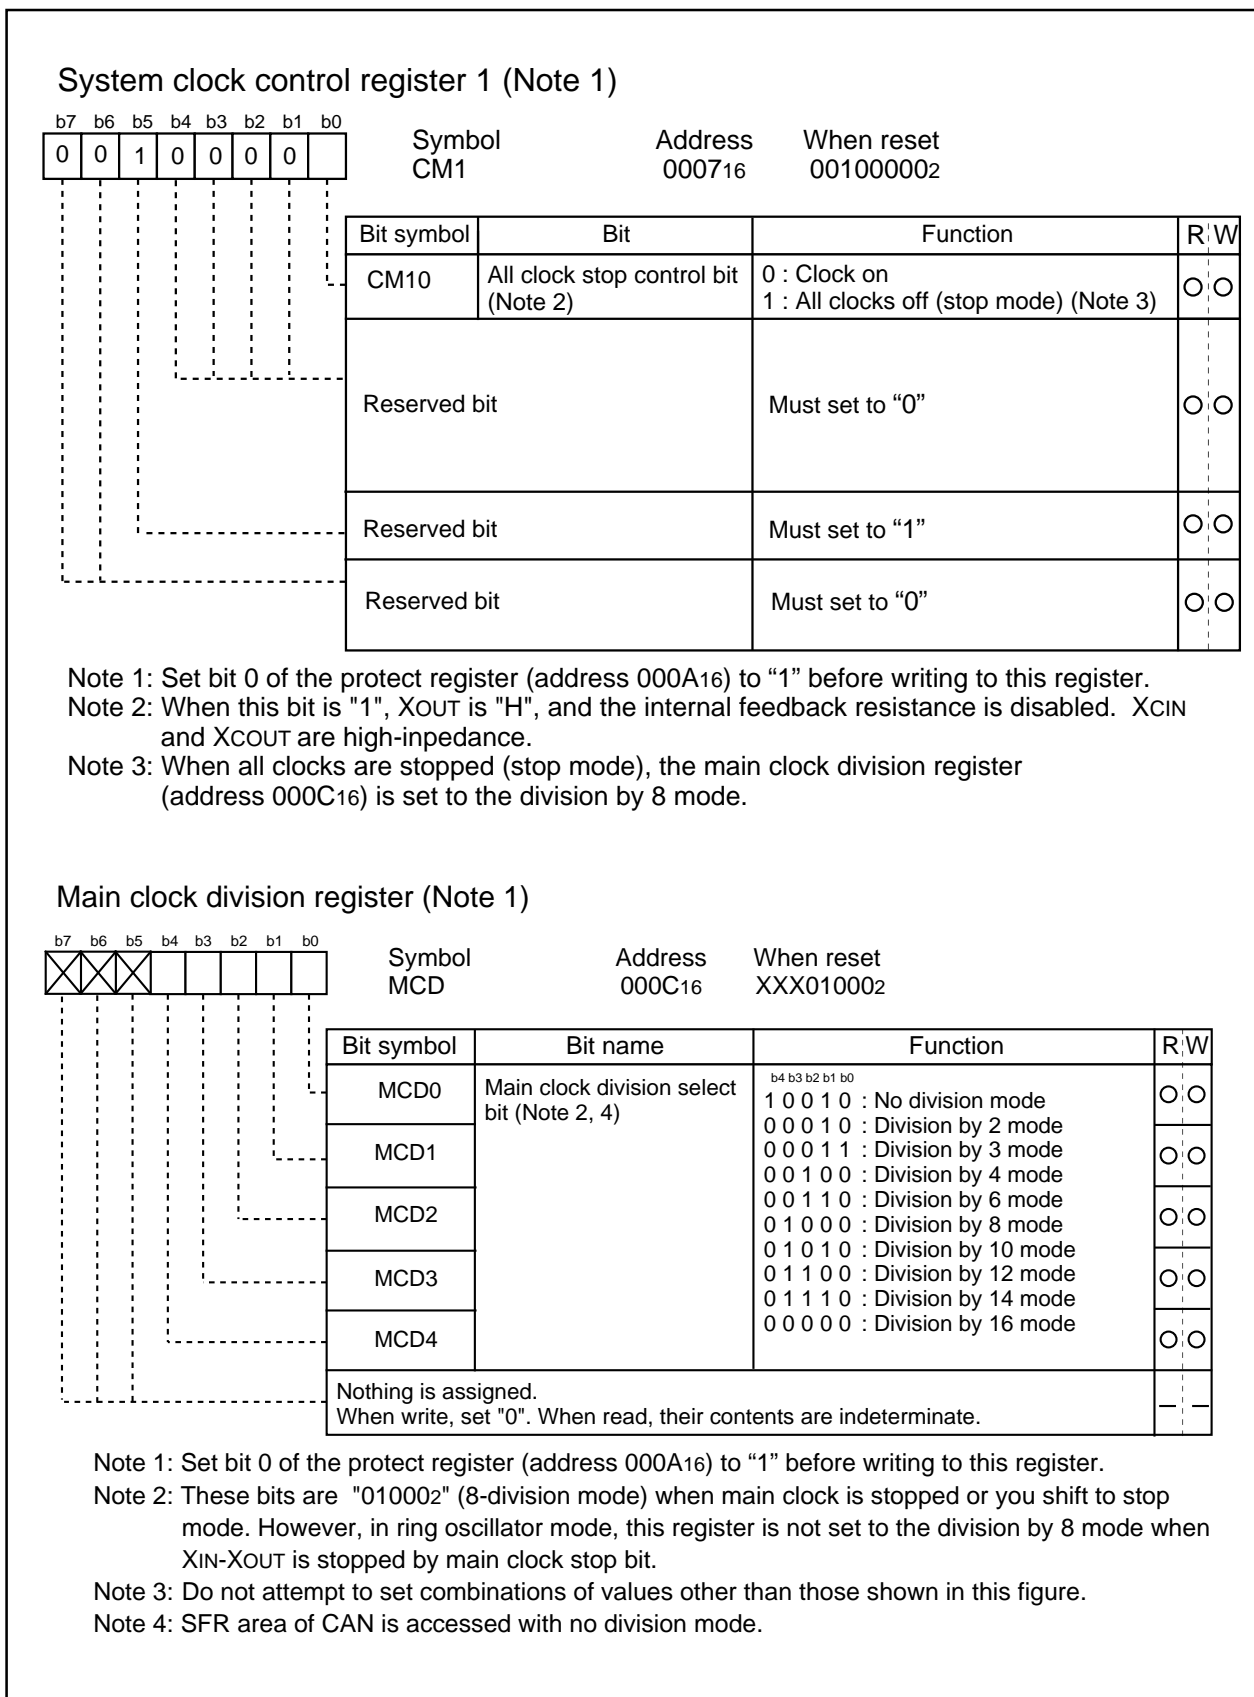 System clock control register 1 (Note 1)
b7 b6 b5 b4 b3 b2 b1 b0
0 0 1 0 0 0 0
Symbol Address When reset
CM1 000716 001000002
Bit symbol Bit Function R W
CM10 All clock stop control bit (Note 2) 0 : Clock on
1 : All clocks off (stop mode) (Note 3)
Reserved bit Must set to “0”
Reserved bit Must set to “1”
Reserved bit Must set to “0”
Note 1: Set bit 0 of the protect register (address 000A16) to “1” before writing to this register.
Note 2: When this bit is "1", XOUT is "H", and the internal feedback resistance is disabled. XCIN
and XCOUT are high-inpedance.
Note 3: When all clocks are stopped (stop mode), the main clock division register
(address 000C16) is set to the division by 8 mode.
Main clock division register (Note 1)
b7 b6 b5 b4 b3 b2 b1 b0
Symbol Address When reset
MCD 000C16 XXX010002
Bit symbol Bit name Function R W
MCD0
MCD1
MCD2
MCD3
MCD4
Main clock division select
bit (Note 2, 4)
b4 b3 b2 b1 b0
1 0 0 1 0 : No division mode
0 0 0 1 0 : Division by 2 mode
0 0 0 1 1 : Division by 3 mode
0 0 1 0 0 : Division by 4 mode
0 0 1 1 0 : Division by 6 mode
0 1 0 0 0 : Division by 8 mode
0 1 0 1 0 : Division by 10 mode
0 1 1 0 0 : Division by 12 mode
0 1 1 1 0 : Division by 14 mode
0 0 0 0 0 : Division by 16 mode
Nothing is assigned.
When write, set "0". When read, their contents are indeterminate.
Note 1: Set bit 0 of the protect register (address 000A16) to “1” before writing to this register.
Note 2: These bits are "010002" (8-division mode) when main clock is stopped or you shift to stop
mode. However, in ring oscillator mode, this register is not set to the division by 8 mode when
XIN-XOUT is stopped by main clock stop bit.
Note 3: Do not attempt to set combinations of values other than those shown in this figure.
Note 4: SFR area of CAN is accessed with no division mode.